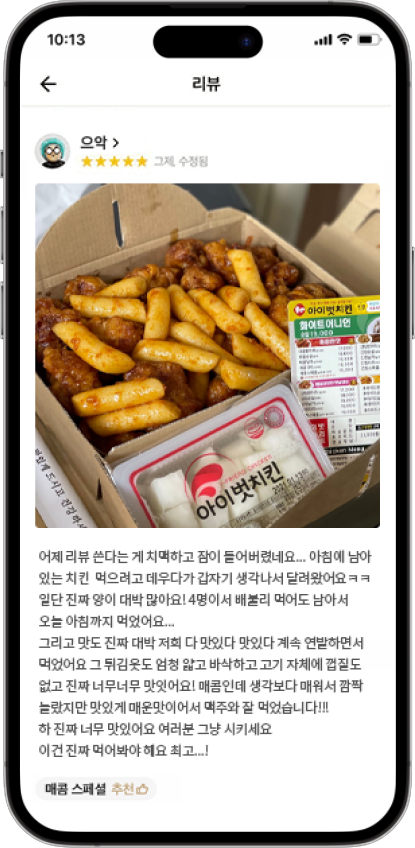 10:13
리뷰
으악 >
★★★★★ 그제, 수정됨
아이벗치킨
화이트어니언
아이벗치킨
어제 리뷰 쓴다는 게 치맥하고 잠이 들어버렸네요... 아침에 남아
있는 치킨 먹으려고 데우다가 갑자기 생각나서 달려왔어요ㅋㅋ
일단 진짜 양이 대박 많아요! 4명이서 배불리 먹어도 남아서
오늘 아침까지 먹었어요...
그리고 맛도 진짜 대박 저희 다 맛있다 맛있다 계속 연발하면서
먹었어요 그 튀김옷도 엄청 얇고 바삭하고 고기 자체에 껍질도
없고 진짜 너무너무 맛잇어요! 매콤인데 생각보다 매워서 깜짝
놀랐지만 맛있게 매운맛이어서 맥주와 잘 먹었습니다!!!
하 진짜 너무 맛있어요 여러분 그냥 시키세요
이건 진짜 먹어봐야 해요 최고...!
매콤 스페셜 추천